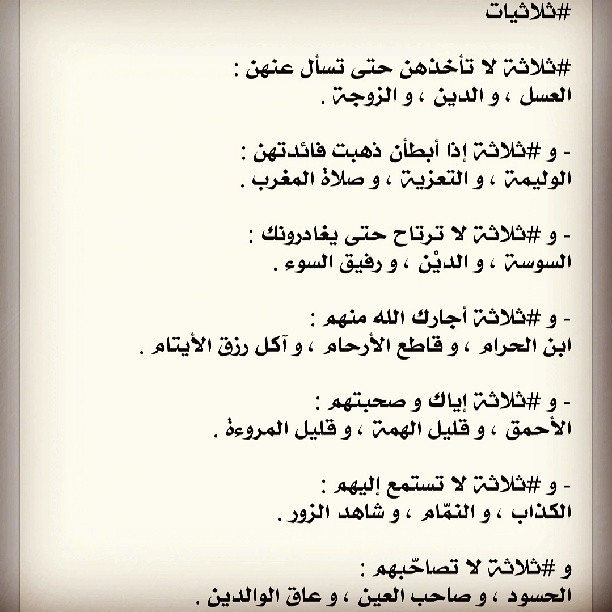 #ثلاثيات
#ثلاثة لا تأخذهن حتى تسأل عنهن :
العسل ، و الدين ، و الزوجة .
- و #ثلاثة إذا أبطأن ذهبت فائدتهن :
الوليمة ، و التعزية ، و صلاة المغرب .
- و #ثلاثة لا ترتاح حتى يغادرونك :
السوسة ، و الديْن ، و رفيق السوء .
- و #ثلاثة أجارك الله منهم :
ابن الحرام ، و قاطع الأرحام ، و آكل رزق الأيتام .
- و #ثلاثة إياك و صحبتهم :
الأحمق ، و قليل الهمة ، و قليل المروءة .
- و #ثلاثة لا تستمع إليهم :
الكذاب ، و النمّام ، و شاهد الزور .
و #ثلاثة لا تصاحّبهم :
الحسود ، و صاحب العين ، و عاق الوالدين .